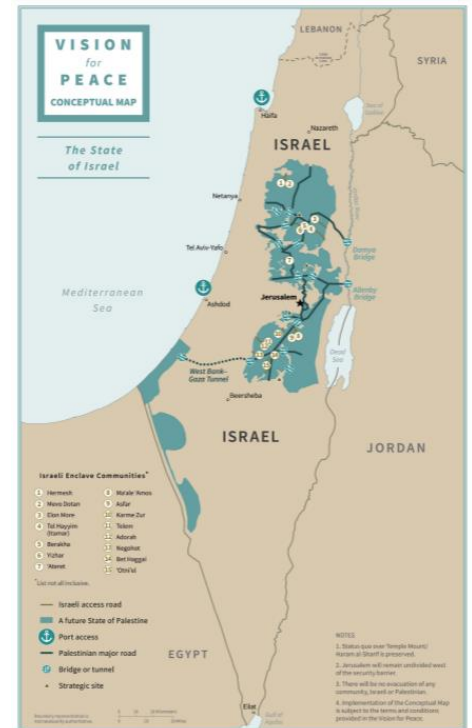 VISION
for
PEACE
CONCEPTUAL MAP
The State
of Israel
LEBANON
SYRIA
Haifa
Nazareth
ISRAEL
Netanya
Tel Aviv-Yafo
Damya
Bridge
Allenby
Bridge
Mediterranean
Sea
Ashdod
Jerusalem
Dead
Sea
West Bank-
Gaza Tunnel
Beersheba
ISRAEL
JORDAN
Israeli Enclave Communities*
1 Hermesh
2 Mevo Dotan
3 Elon More
4 Tel Hayyim
(Itamar)
5 Berakha
6 Yizhar
7 'Ateret
8 Ma'ale 'Amos
9 Asfar
10 Karme Zur
11 Telem
12 Adorah
13 Negohot
14 Bet Haggai
15 'Otni'el
*List not all inclusive.
Israeli access road
A future State of Palestine
Port access
Palestinian major road
Bridge or tunnel
Strategic site
EGYPT
NOTES
1. Status quo over Temple Mount/
Haram al-Sharif is preserved.
2. Jerusalem will remain undivided west
of the security barrier.
3. There will be no evacuation of any
community, Israeli or Palestinian.
4. Implementation of the Conceptual Map
is subject to the terms and conditions
provided in the Vision for Peace.
Eilat
Gulf of